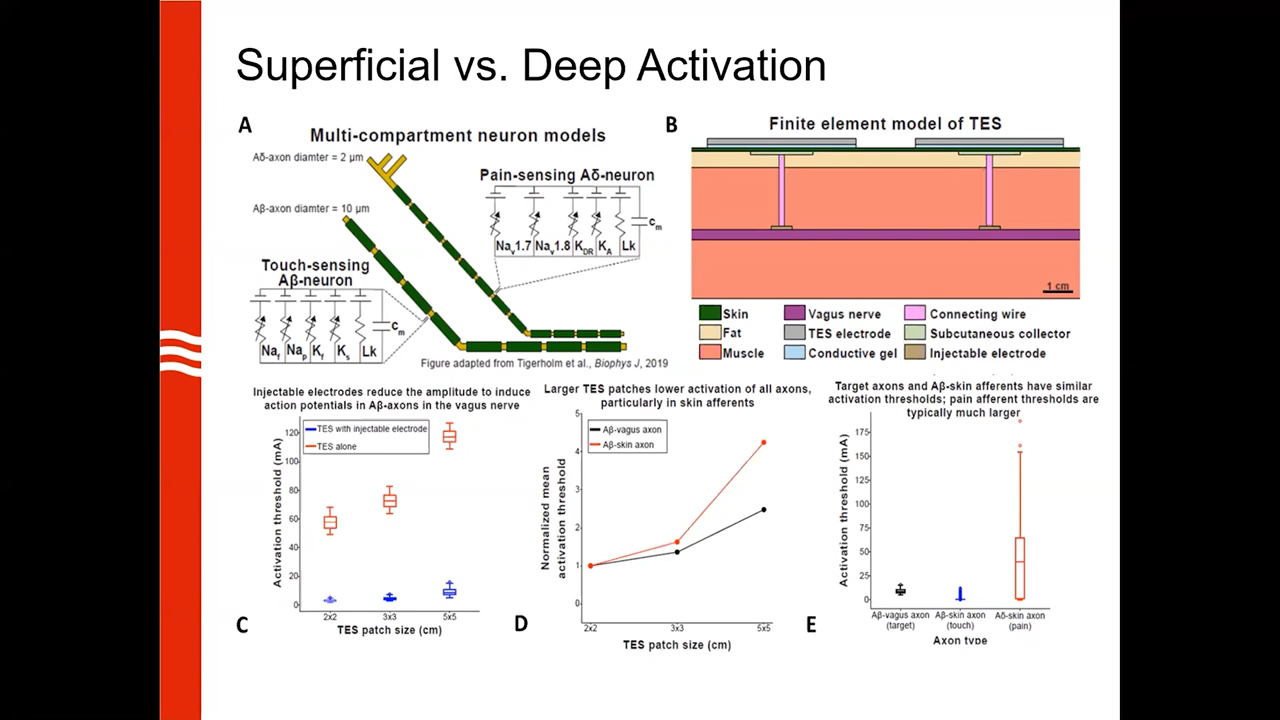 Superficial vs. Deep Activation
A
Multi-compartment neuron models
Aδ-axon diamter = 2 µm
Pain-sensing Aδ-neuron
Aβ-axon diamter = 10 µm
Cm
Nav1.7 Nav1.8 KDR KA Lk
Touch-sensing
Aβ-neuron
Cm
Naf Nap Kf Ks Lk
Figure adapted from Tigerholm et al., Biophys J, 2019
B
Finite element model of TES
1 cm
Skin
Vagus nerve
Connecting wire
Fat
TES electrode
Subcutaneous collector
Muscle
Conductive gel
Injectable electrode
Injectable electrodes reduce the amplitude to induce
action potentials in Aβ-axons in the vagus nerve
TES with injectable electrode
TES alone
Activation threshold (mA)
120
100
80
60
40
20
0
2x2 3x3 5x5
C
TES patch size (cm)
Larger TES patches lower activation of all axons,
particularly in skin afferents
Aβ-vagus axon
Aβ-skin axon
Normalized mean
activation threshold
5
4
3
2
1
0
2x2 3x3 5x5
D
TES patch size (cm)
Target axons and Aβ-skin afferents have similar
activation thresholds; pain afferent thresholds are
typically much larger
Activation threshold (mA)
175
150
125
100
75
50
25
0
Aβ-vagus axon
(target)
Aβ-skin axon
(touch)
Aδ-skin axon
(pain)
E
Axon type